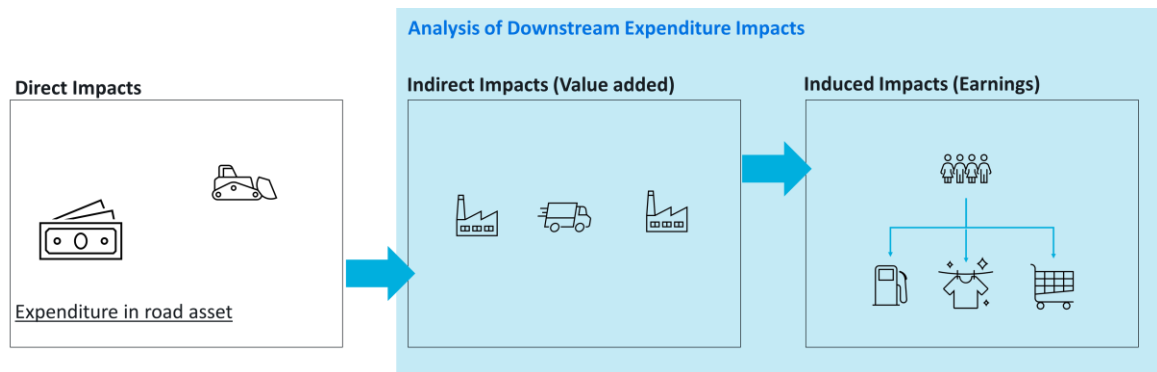 Analysis of Downstream Expenditure Impacts
Direct Impacts
Indirect Impacts (Value added)
Induced Impacts (Earnings)
Expenditure in road asset